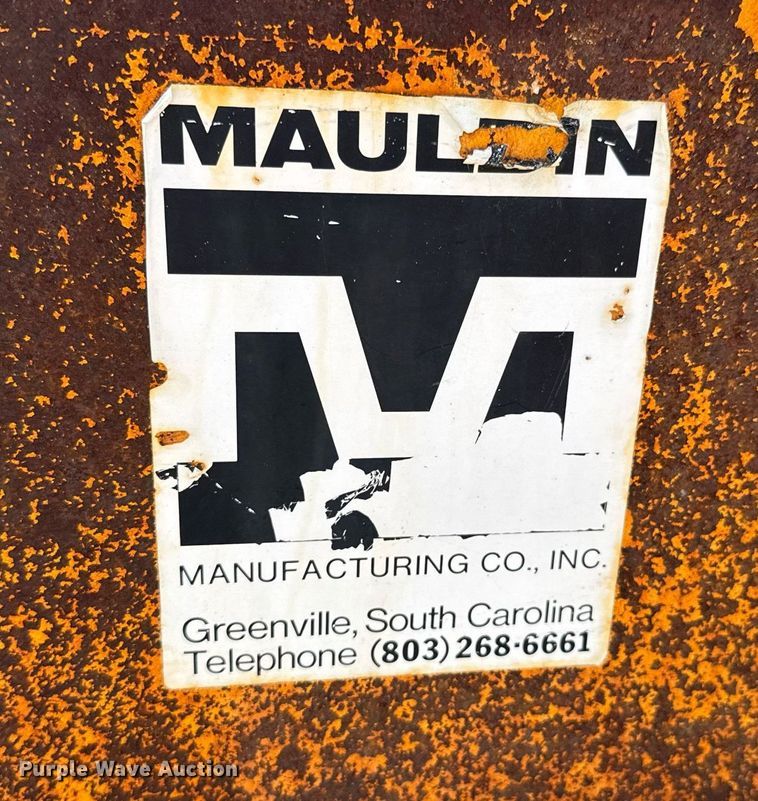 MAULDIN
MANUFACTURING CO., INC.
Greenville, South Carolina
Telephone (803) 268-6661
Purple Wave Auction